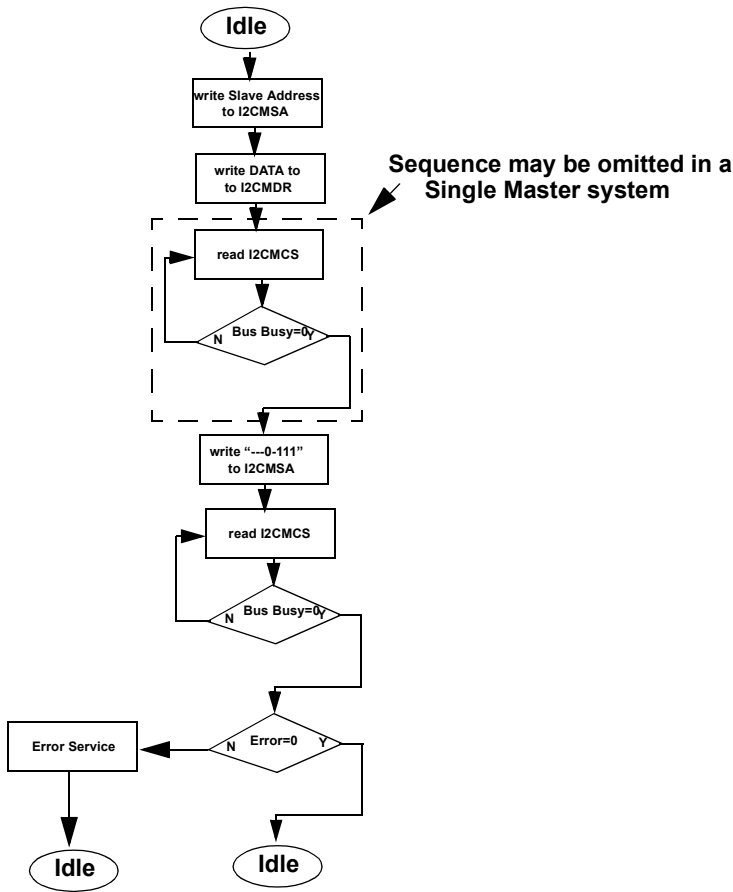 Idle
write Slave Address
to I2CMSA
write DATA to
to I2CMDR
Sequence may be omitted in a
Single Master system
read I2CMCS
Bus Busy=0
N
Y
write “---0-111”
to I2CMSA
read I2CMCS
Bus Busy=0
N
Y
Error Service
N
Error=0
Y
Idle
Idle